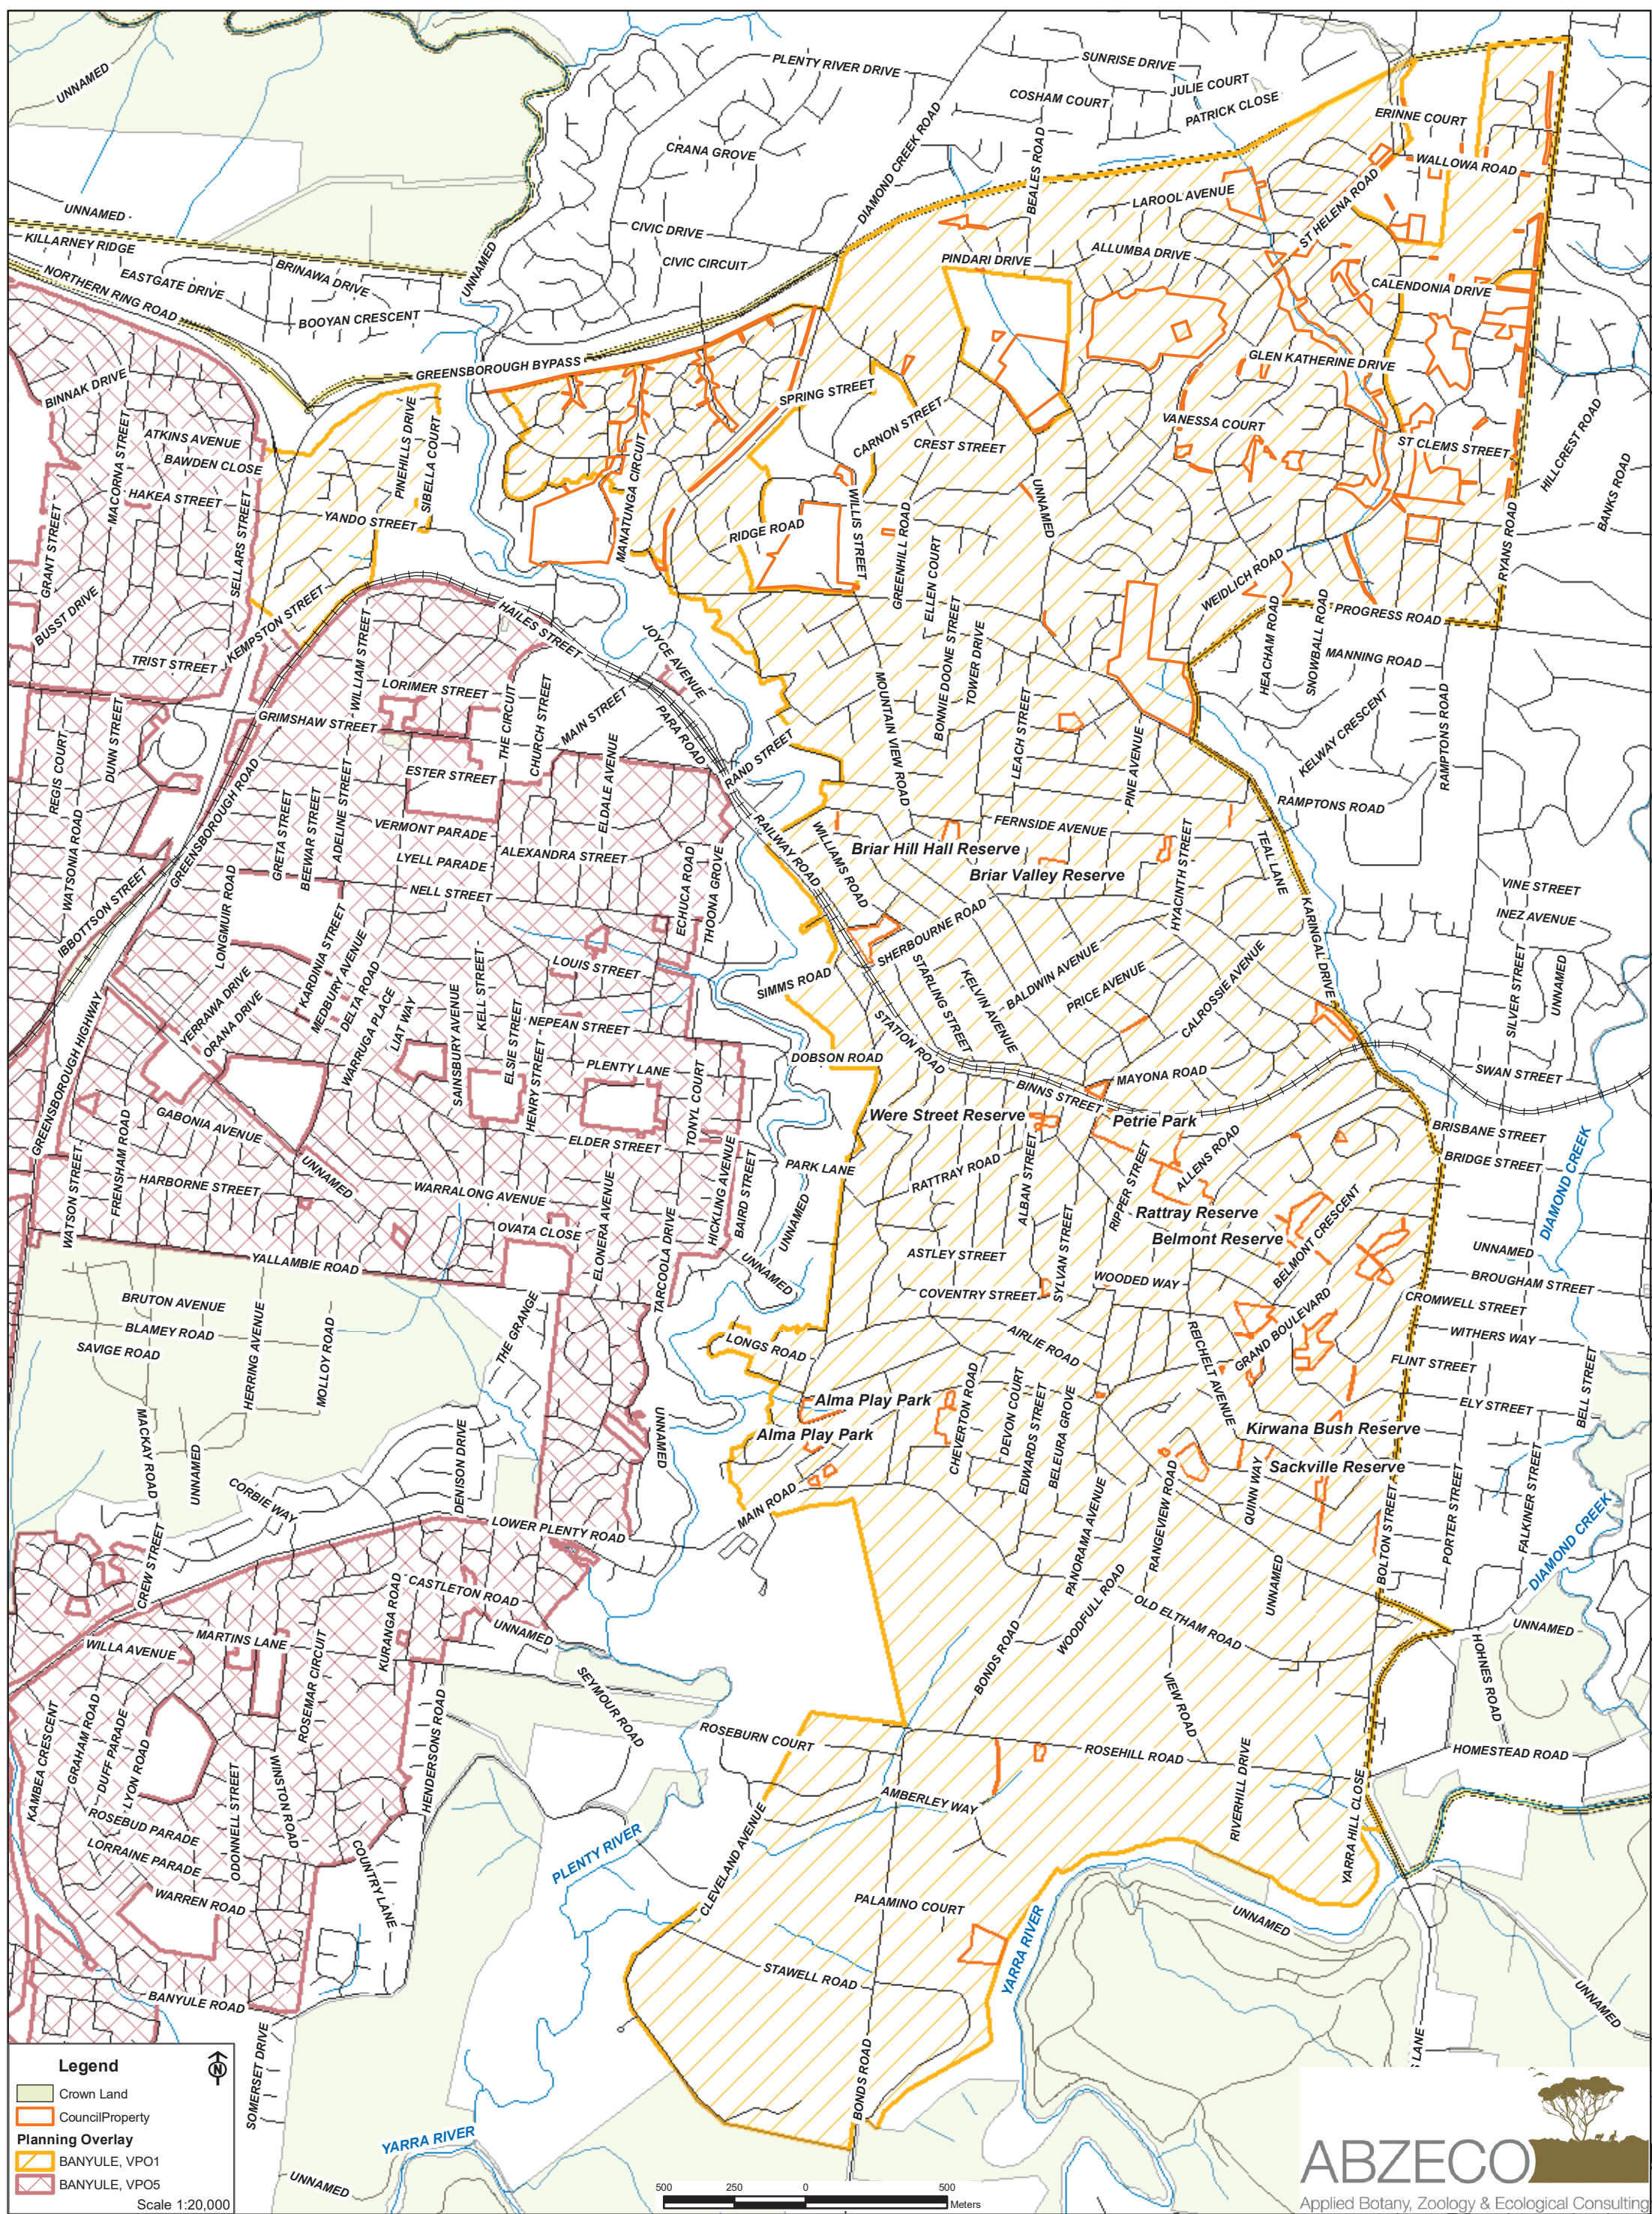 UNNAMED
PLENTY RIVER DRIVE
SUNRISE DRIVE
JULIE COURT
COSHAM COURT
PATRICK CLOSE
ERINNE COURT
CRANA GROVE
DIAMOND CREEK ROAD
BEALES ROAD
WALLOWA ROAD
UNNAMED
LAROOL AVENUE
ST HELENA ROAD
KILLARNEY RIDGE
CIVIC DRIVE
EASTGATE DRIVE
BRINAWA DRIVE
UNNAMED
CIVIC CIRCUIT
PINDARI DRIVE
ALLUMBA DRIVE
NORTHERN RING ROAD
BOOYAN CRESCENT
CALENDONIA DRIVE
GREENSBOROUGH BYPASS
GLEN KATHERINE DRIVE
BINNAK DRIVE
SPRING STREET
PINEHILLS DRIVE
SIBELLA COURT
CARNON STREET
VANESSA COURT
HILLCREST ROAD
ATKINS AVENUE
MACORNA STREET
BAWDEN CLOSE
CREST STREET
ST CLEMS STREET
MANATUNGA CIRCUIT
BANKS ROAD
HAKEA STREET
YANDO STREET
WILLIS STREET
UNNAMED
GRANT STREET
SELLARS STREET
RIDGE ROAD
GREENHILL ROAD
ELLEN COURT
RYANS ROAD
BUSST DRIVE
KEMPSTON STREET
WILLIAM STREET
HAILES STREET
BONNIE DOONE STREET
TOWER DRIVE
WEIDLICH ROAD
HEACHAM ROAD
SNOWBALL ROAD
PROGRESS ROAD
TRIST STREET
JOYCE AVENUE
MANNING ROAD
LORIMER STREET
THE CIRCUIT
CHURCH STREET
MAIN STREET
PARA ROAD
MOUNTAIN VIEW ROAD
LEACH STREET
PINE AVENUE
KELWAY CRESCENT
RAMPTONS ROAD
GRIMSHAW STREET
DUNN STREET
REGIS COURT
ESTER STREET
ELDALE AVENUE
RAND STREET
GREENSBOROUGH ROAD
WATSONIA ROAD
GRETA STREET
BEEWAR STREET
ADELINE STREET
VERMONT PARADE
RAILWAY ROAD
WILLIAMS ROAD
FERNSIDE AVENUE
RAMPTONS ROAD
LYELL PARADE
ALEXANDRA STREET
Briar Hill Hall Reserve
HYACINTH STREET
TEAL LANE
NELL STREET
ECHUCA ROAD
THOONA GROVE
Briar Valley Reserve
VINE STREET
IBBOTTSON STREET
LONGMUIR ROAD
KARDINIA STREET
SHERBOURNE ROAD
KARINGAL DRIVE
INEZ AVENUE
MEDBURY AVENUE
DELTA ROAD
LOUIS STREET
SIMMS ROAD
STARLING STREET
KELVIN AVENUE
BALDWIN AVENUE
PRICE AVENUE
CALROSSIE AVENUE
SILVER STREET
UNNAMED
YERRAWA DRIVE
ORANA DRIVE
WARRUGA PLACE
LIAT WAY
SAINSBURY AVENUE
KELL STREET
ELSIE STREET
HENRY STREET
NEPEAN STREET
STATION ROAD
DOBSON ROAD
GREENSBOROUGH HIGHWAY
PLENTY LANE
TONYL COURT
BINNS STREET
MAYONA ROAD
SWAN STREET
Were Street Reserve
Petrie Park
GABONIA AVENUE
FRENSHAM ROAD
ELDER STREET
BRISBANE STREET
WATSON STREET
HARBORNE STREET
UNNAMED
WARRALONG AVENUE
HICKLING AVENUE
BAIRD STREET
PARK LANE
UNNAMED
RATTRAY ROAD
ALBAN STREET
RIPPER STREET
ALLENS ROAD
BRIDGE STREET
DIAMOND CREEK
Rattray Reserve
Belmont Reserve
OVATA CLOSE
ELONERA AVENUE
TARCOOLA DRIVE
ASTLEY STREET
SYLVAN STREET
BELMONT CRESCENT
UNNAMED
YALLAMBIE ROAD
UNNAMED
COVENTRY STREET
WOODED WAY
BROUGHAM STREET
BRUTON AVENUE
BLAMEY ROAD
SAVIGE ROAD
HERRING AVENUE
MOLLOY ROAD
THE GRANGE
LONGS ROAD
AIRLIE ROAD
REICHELT AVENUE
GRAND BOULEVARD
CROMWELL STREET
WITHERS WAY
FLINT STREET
Alma Play Park
Alma Play Park
CHEVERTON ROAD
DEVON COURT
EDWARDS STREET
BELEURA GROVE
ELY STREET
BELL STREET
Kirwana Bush Reserve
Sackville Reserve
MACKAY ROAD
UNNAMED
DENISON DRIVE
UNNAMED
CORBIE WAY
MAIN ROAD
PANORAMA AVENUE
RANGEVIEW ROAD
QUINN WAY
BOLTON STREET
PORTER STREET
FALKINER STREET
DIAMOND CREEK
LOWER PLENTY ROAD
CREW STREET
CASTLETON ROAD
KURANGA ROAD
UNNAMED
WOODFULL ROAD
OLD ELTHAM ROAD
UNNAMED
UNNAMED
MARTINS LANE
WILLA AVENUE
ROSEMAR CIRCUIT
SEYMOUR ROAD
BONDS ROAD
VIEW ROAD
HOHNES ROAD
KAMBEA CRESCENT
GRAHAM ROAD
DUFF PARADE
LYON ROAD
HENDERSONS ROAD
ROSEBURN COURT
ROSEHILL ROAD
HOMESTEAD ROAD
ODONNELL STREET
WINSTON ROAD
AMBERLEY WAY
RIVERHILL DRIVE
YARRA HILL CLOSE
ROSEBUD PARADE
LORRAINE PARADE
COUNTRY LANE
PLENTY RIVER
CLEVELAND AVENUE
WARREN ROAD
PALAMINO COURT
UNNAMED
YARRA RIVER
STAWELL ROAD
BANYULE ROAD
UNNAMED
SOMERSET DRIVE
BONDS ROAD
LANE
YARRA RIVER
UNNAMED
Legend
N
Crown Land
CouncilProperty
Planning Overlay
BANYULE, VPO1
BANYULE, VPO5
Scale 1:20,000
500 250 0 500
Meters
ABZECO
Applied Botany, Zoology & Ecological Consulting